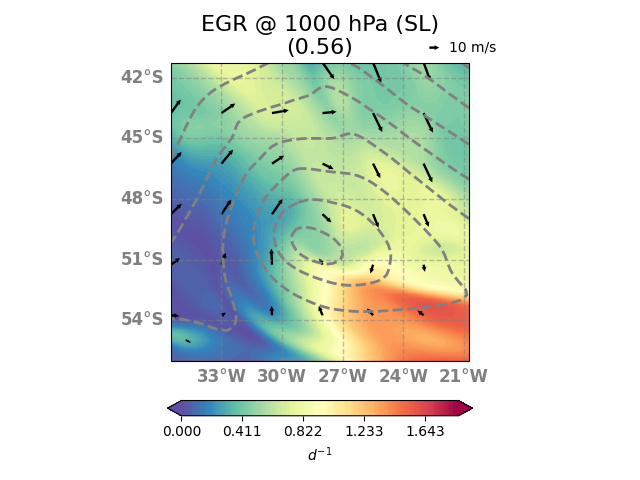 EGR @ 1000 hPa (SL)
(0.56)
10 m/s
42°S
45°S
48°S
51°S
54°S
33°W 30°W 27°W 24°W 21°W
0.000 0.411 0.822 1.233 1.643
d⁻¹